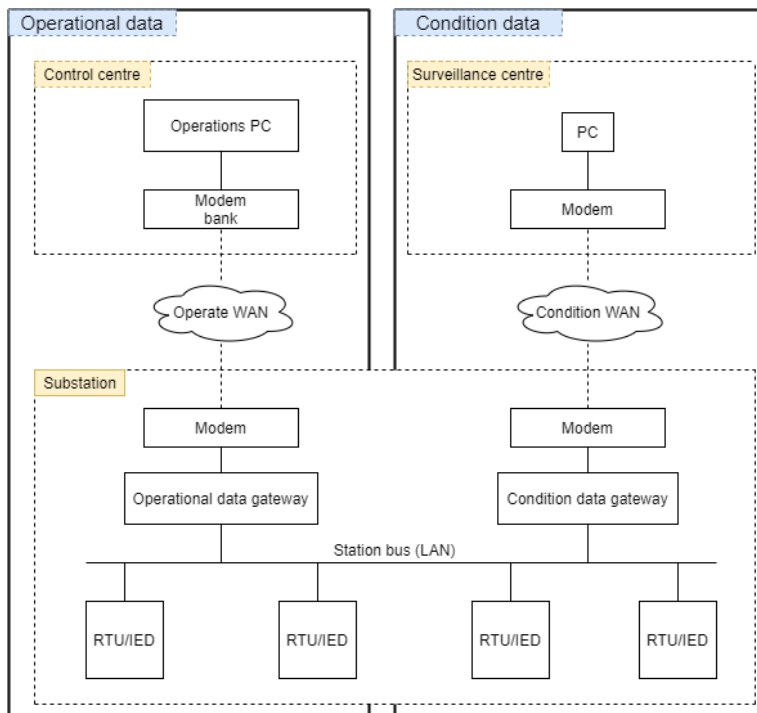 Operational data
Condition data
Control centre
Surveillance centre
Operations PC
PC
Modem
bank
Modem
Operate WAN
Condition WAN
Substation
Modem
Modem
Operational data gateway
Condition data gateway
Station bus (LAN)
RTU/IED
RTU/IED
RTU/IED
RTU/IED